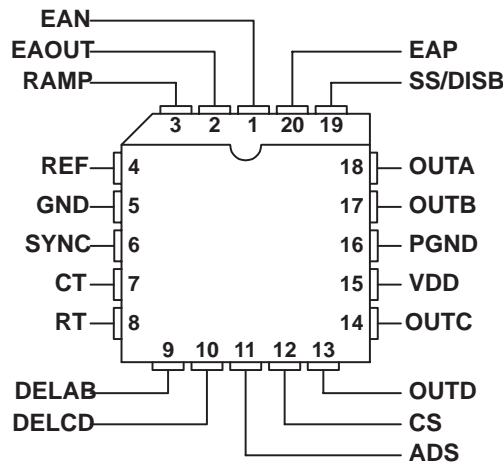 EAN
EAOUT
RAMP
EAP
SS/DISB
3 2 1 20 19
REF 4
GND 5
SYNC 6
CT 7
RT 8
18 OUTA
17 OUTB
16 PGND
15 VDD
14 OUTC
9 10 11 12 13
DELAB
DELCD
OUTD
CS
ADS